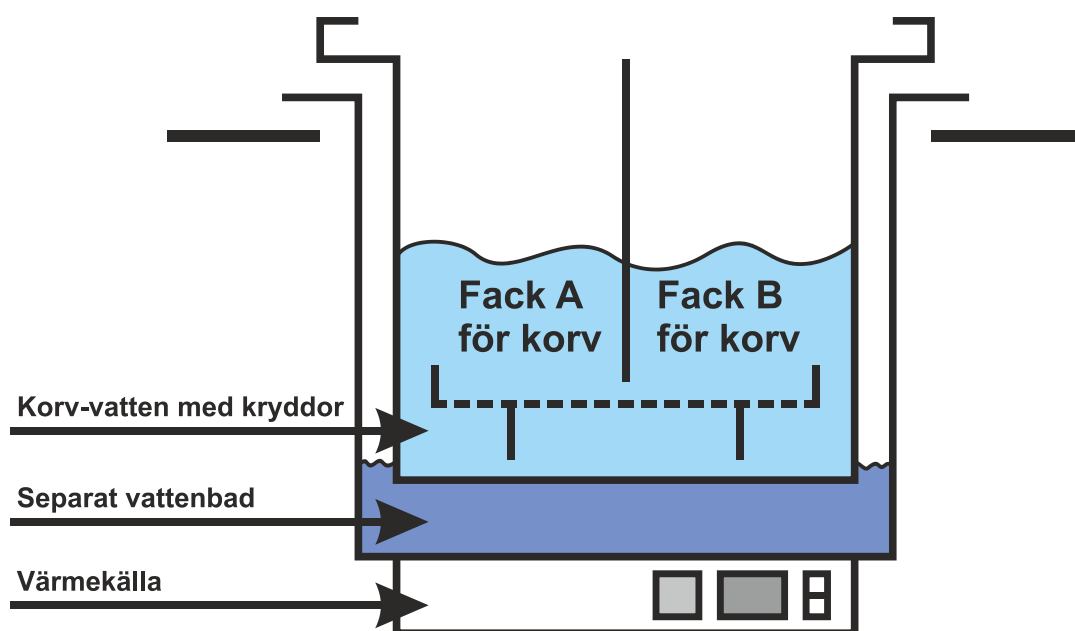 Fack A
för korv
Fack B
för korv
Korv-vatten med kryddor
Separat vattenbad
Värmekälla